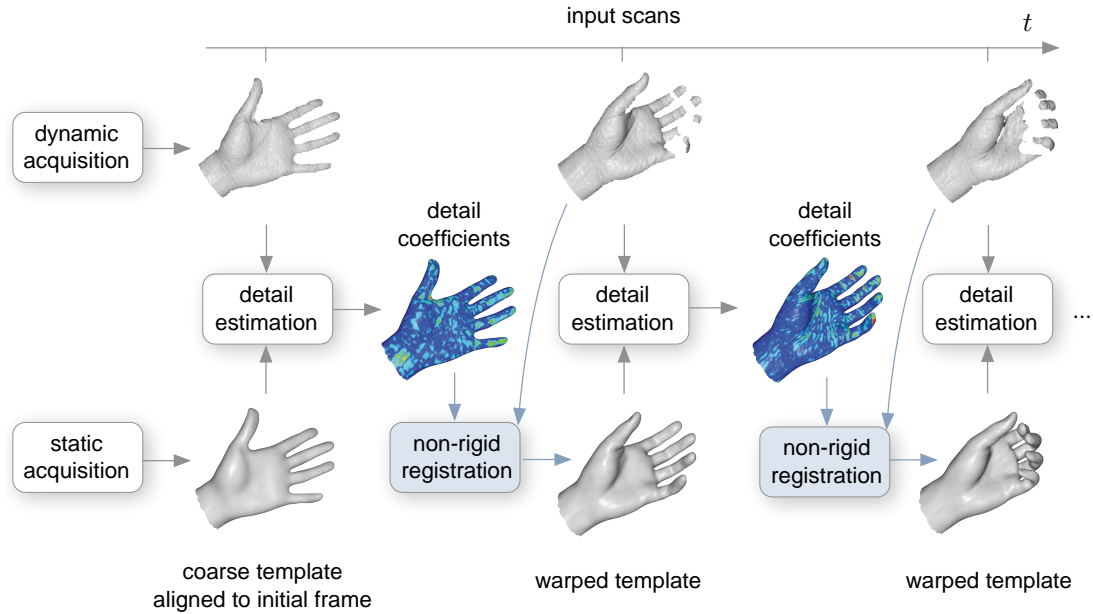 input scans
t
dynamic
acquisition
detail
coefficients
detail
coefficients
detail
estimation
detail
estimation
detail
estimation
...
static
acquisition
non-rigid
registration
non-rigid
registration
coarse template
aligned to initial frame
warped template
warped template